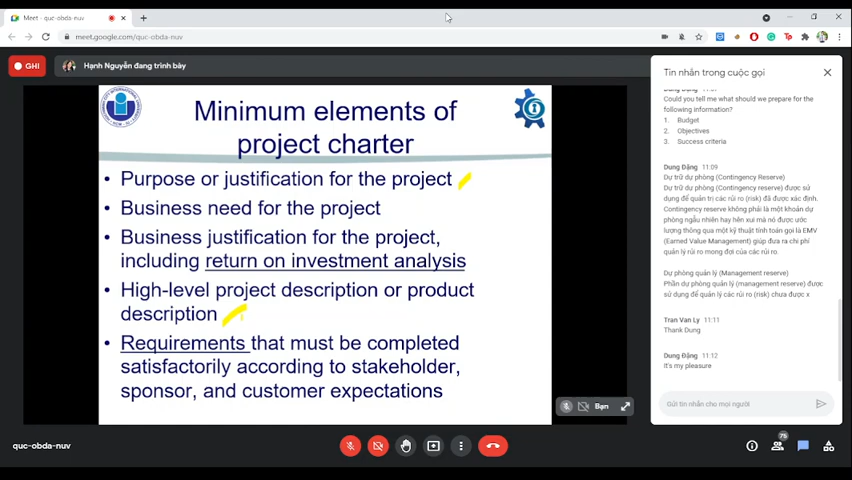 Meet - quc-obda-nuv
meet.google.com/quc-obda-nuv
GHI
Hạnh Nguyễn đang trình bày
Minimum elements of
project charter
• Purpose or justification for the project
• Business need for the project
• Business justification for the project,
including return on investment analysis
• High-level project description or product
description
• Requirements that must be completed
satisfactorily according to stakeholder,
sponsor, and customer expectations
Bạn
Tin nhắn trong cuộc gọi
Could you tell me what should we prepare for the
following information?
1. Budget
2. Objectives
3. Success criteria
Dung Đặng 11:09
Dự trữ dự phòng (Contingency Reserve)
Dự trữ dự phòng (Contingency reserve) được sử
dụng để quản trị các rủi ro (risk) đã được xác định.
Contingency reserve không phải là một khoản dự
phòng ngẫu nhiên hay hên xui mà nó được ước
lượng thông qua một kỹ thuật tính toán gọi là EMV
(Earned Value Management) giúp đưa ra chi phí
quản lý rủi ro mong đợi của các rủi ro.
Dự phòng quản lý (Management reserve)
Phần dự phòng quản lý (management reserve) được
sử dụng để quản lý các rủi ro (risk) chưa được x
Tran Van Ly 11:11
Thank Dung
Dung Đặng 11:12
It's my pleasure
Gửi tin nhắn cho mọi người
quc-obda-nuv
75